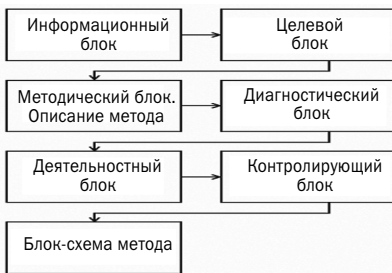 Информационный
блок
Целевой
блок
Методический блок.
Описание метода
Диагностический
блок
Деятельностный
блок
Контролирующий
блок
Блок-схема метода